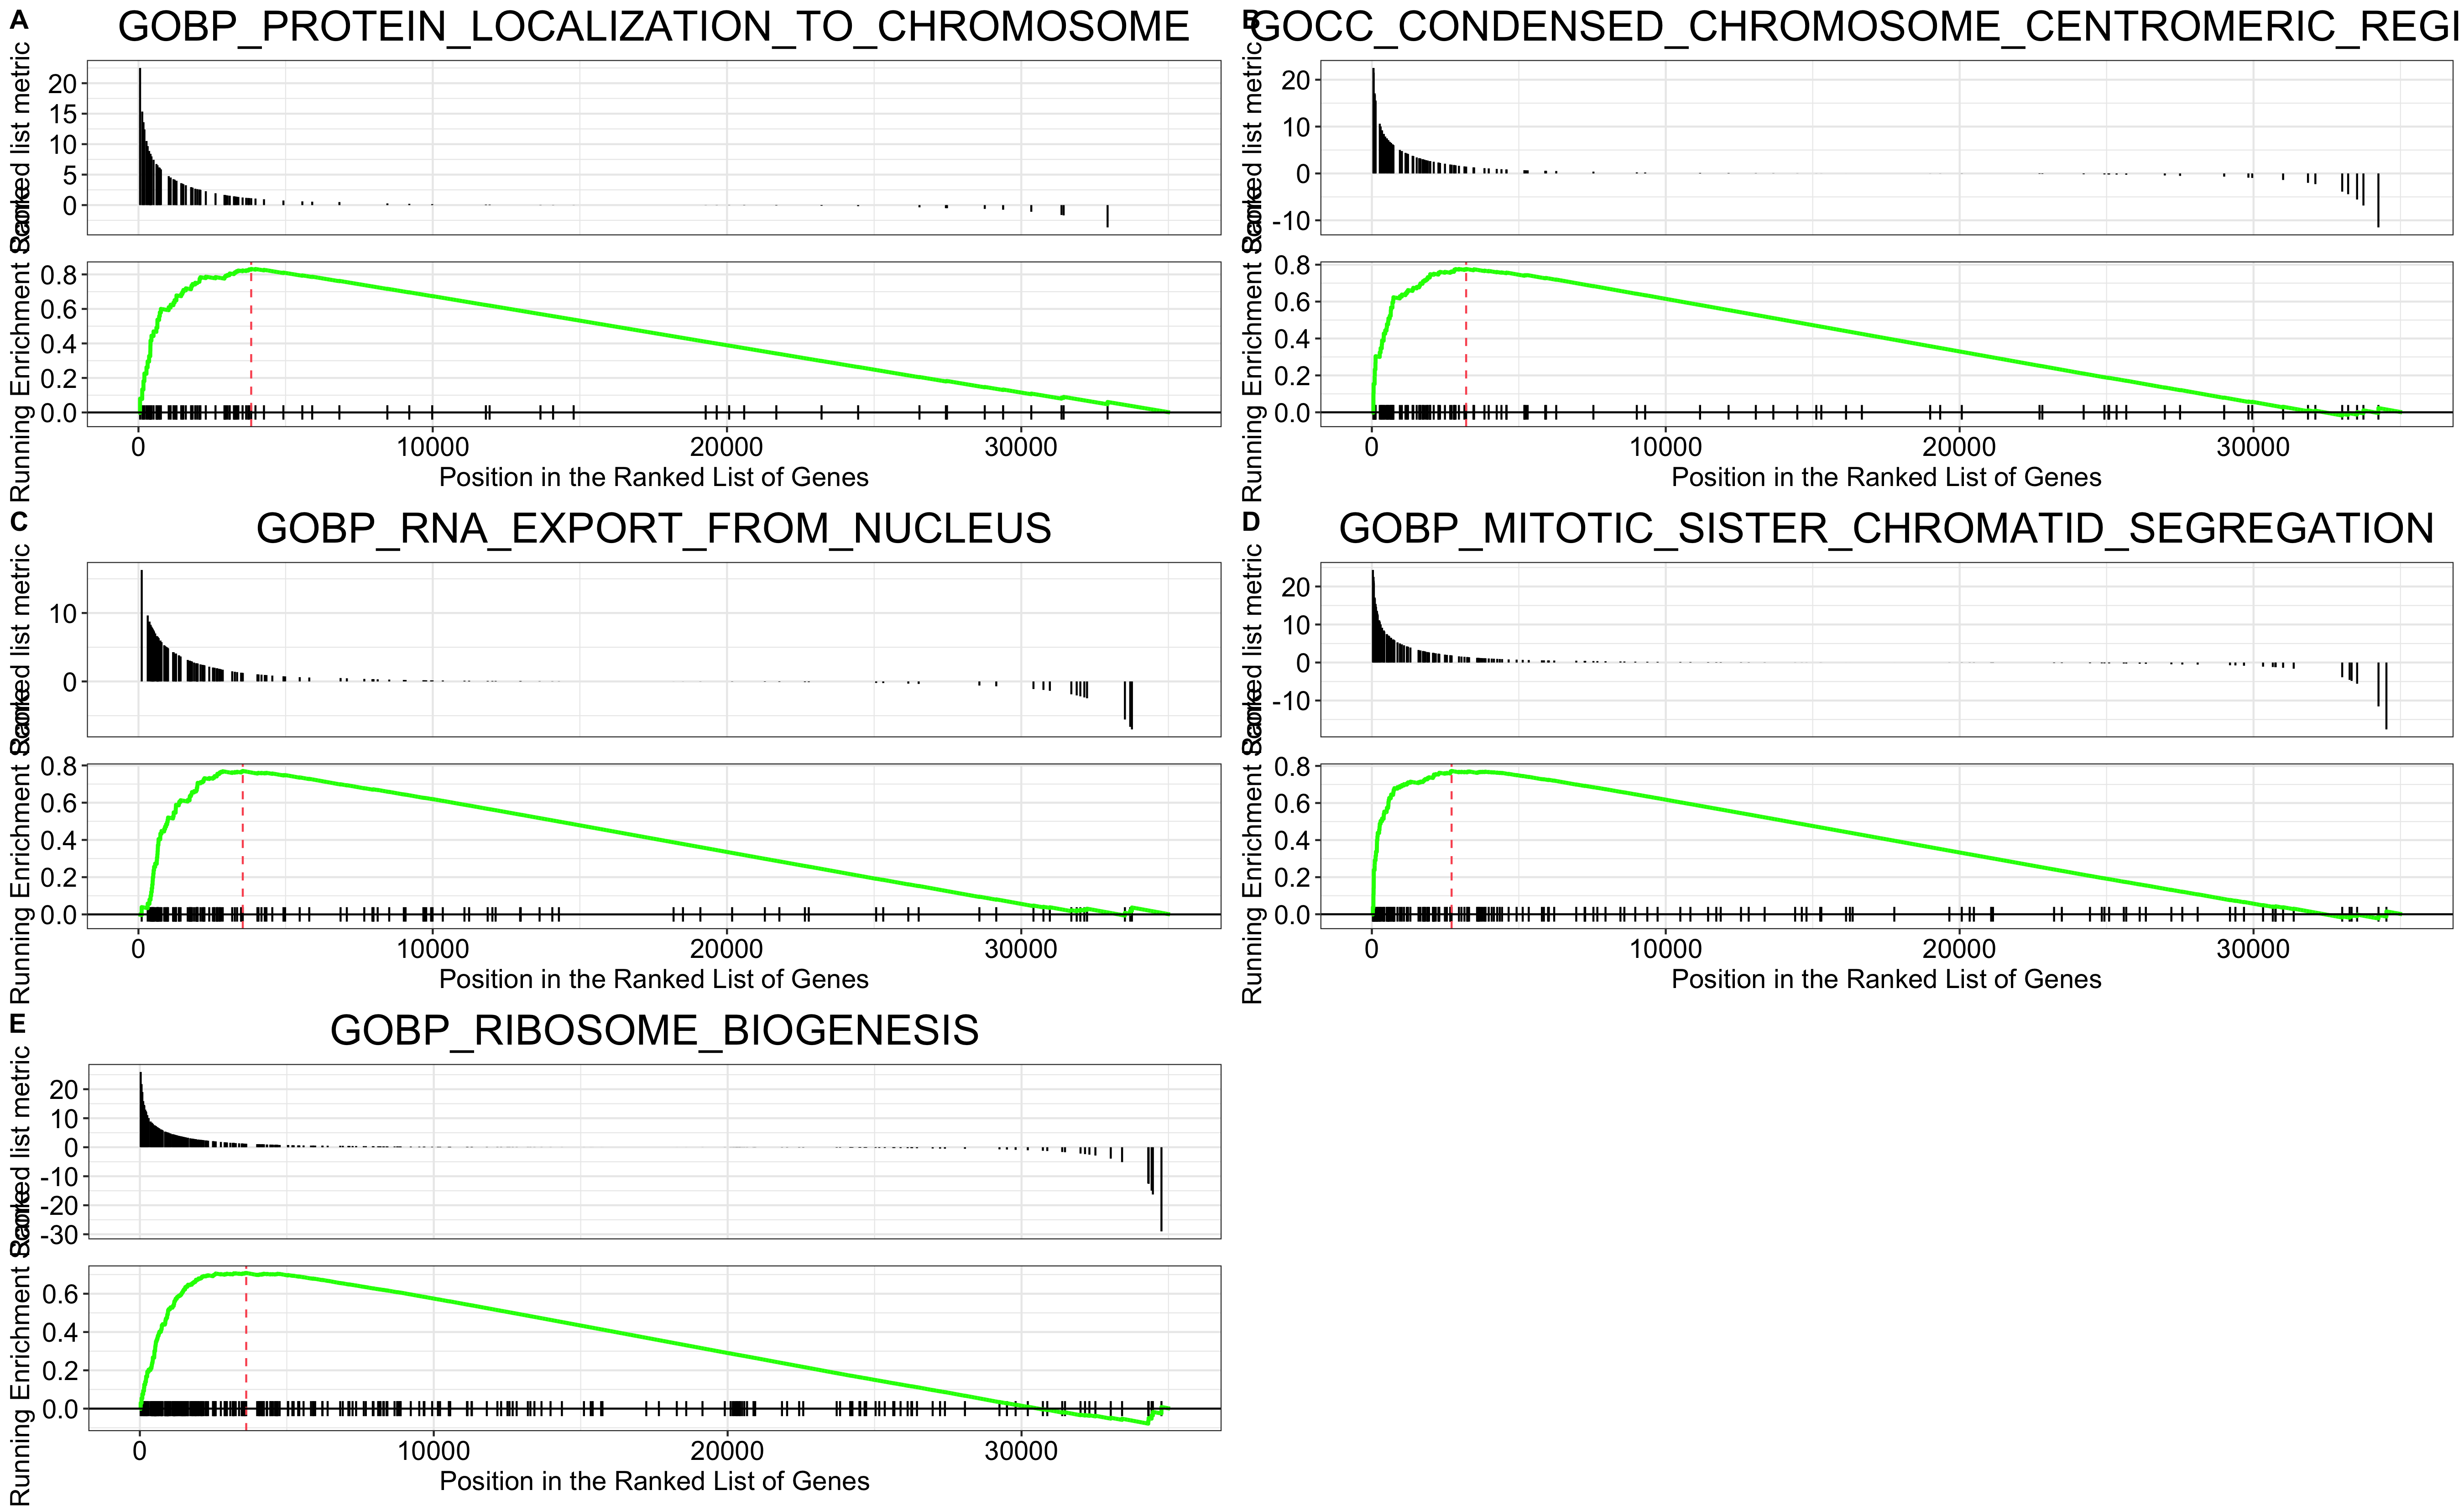 A
GOBP_PROTEIN_LOCALIZATION_TO_CHROMOSOME
Ranked list metric
20
15
10
5
0
Running Enrichment Score
0.8
0.6
0.4
0.2
0.0
0 10000 20000 30000
Position in the Ranked List of Genes
B
GOCC_CONDENSED_CHROMOSOME_CENTROMERIC_REGI
Ranked list metric
20
10
0
-10
Running Enrichment Score
0.8
0.6
0.4
0.2
0.0
0 10000 20000 30000
Position in the Ranked List of Genes
C
GOBP_RNA_EXPORT_FROM_NUCLEUS
Ranked list metric
10
0
Running Enrichment Score
0.8
0.6
0.4
0.2
0.0
0 10000 20000 30000
Position in the Ranked List of Genes
D
GOBP_MITOTIC_SISTER_CHROMATID_SEGREGATION
Ranked list metric
20
10
0
-10
Running Enrichment Score
0.8
0.6
0.4
0.2
0.0
0 10000 20000 30000
Position in the Ranked List of Genes
E
GOBP_RIBOSOME_BIOGENESIS
Ranked list metric
20
10
0
-10
-20
-30
Running Enrichment Score
0.6
0.4
0.2
0.0
0 10000 20000 30000
Position in the Ranked List of Genes